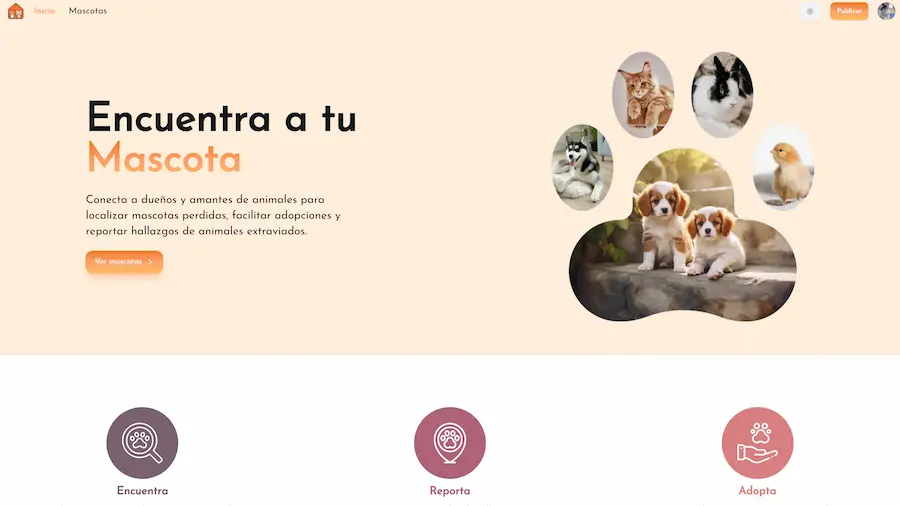 Inicio
Mascotas
Publicar
Encuentra a tu
Mascota
Conecta a dueños y amantes de animales para
localizar mascotas perdidas, facilitar adopciones y
reportar hallazgos de animales extraviados.
Ver mascotas
Encuentra
Reporta
Adopta